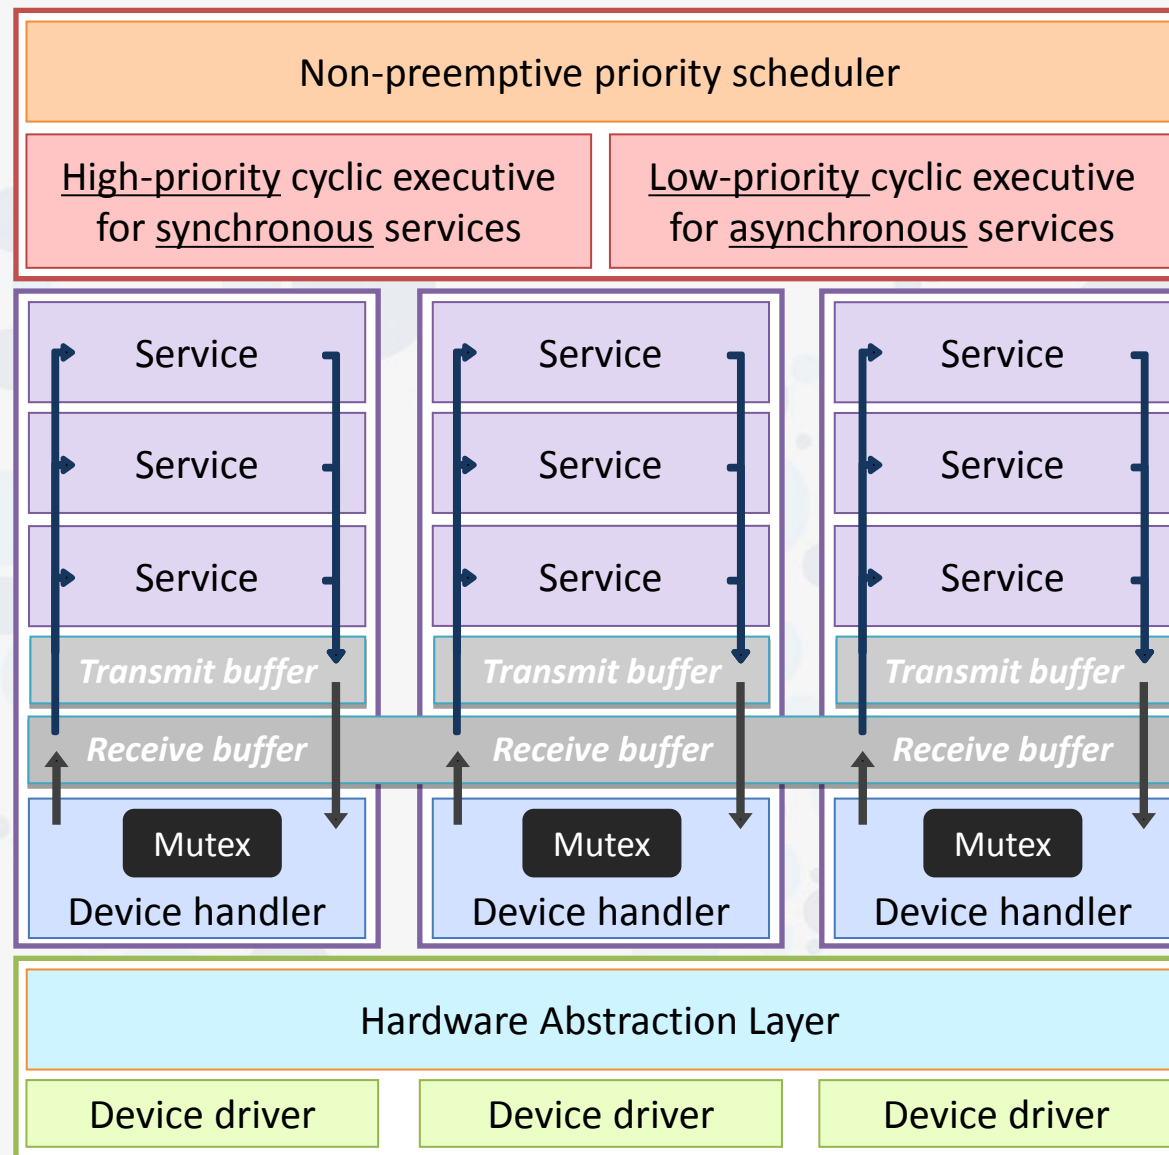 Non-preemptive priority scheduler
High-priority cyclic executive
for synchronous services
Low-priority cyclic executive
for asynchronous services
Service
Service
Service
Service
Service
Service
Service
Service
Service
Transmit buffer
Transmit buffer
Transmit buffer
Receive buffer
Receive buffer
Receive buffer
Mutex
Mutex
Mutex
Device handler
Device handler
Device handler
Hardware Abstraction Layer
Device driver
Device driver
Device driver